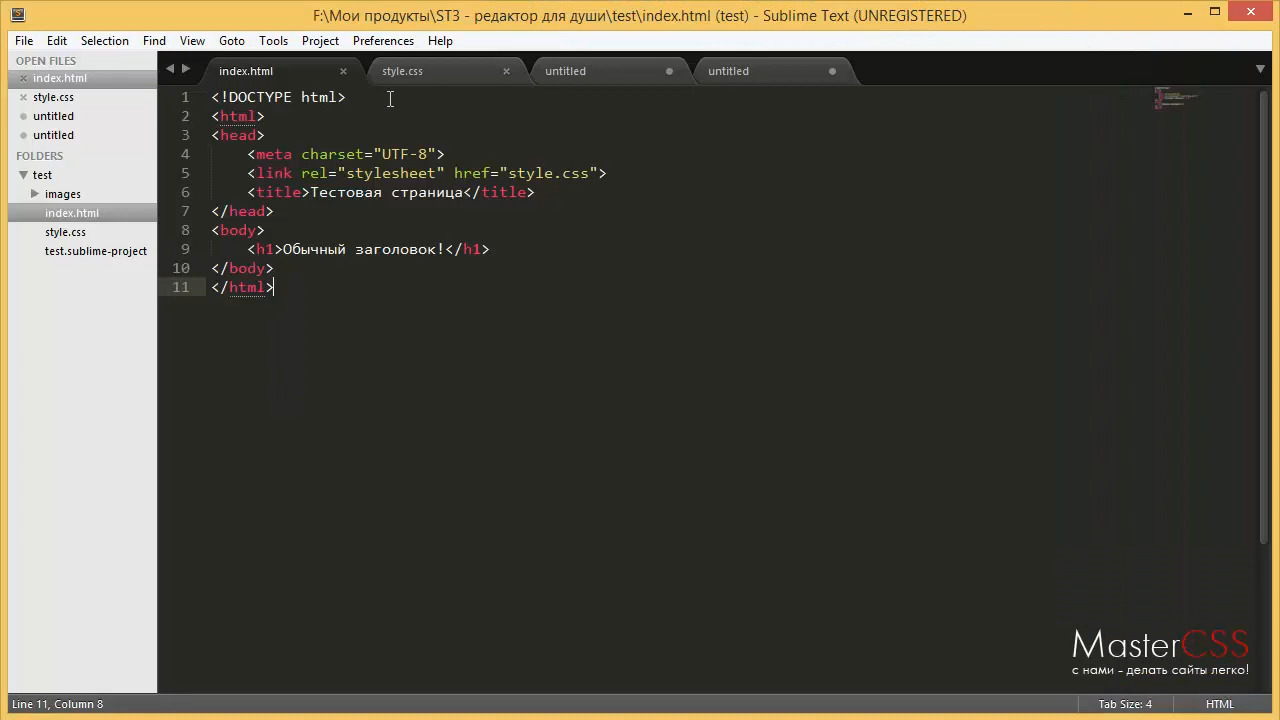 F:\Мои продукты\ST3 - редактор для души\test\index.html (test) - Sublime Text (UNREGISTERED)
File Edit Selection Find View Goto Tools Project Preferences Help
OPEN FILES
index.html
style.css
untitled
untitled
FOLDERS
test
images
index.html
style.css
test.sublime-project
index.html style.css untitled untitled
1 <!DOCTYPE html>
2 <html>
3 <head>
4 <meta charset="UTF-8">
5 <link rel="stylesheet" href="style.css">
6 <title>Тестовая страница</title>
7 </head>
8 <body>
9 <h1>Обычный заголовок!</h1>
10 </body>
11 </html>
MasterCSS
с нами - делать сайты легко!
Line 11, Column 8 Tab Size: 4 HTML